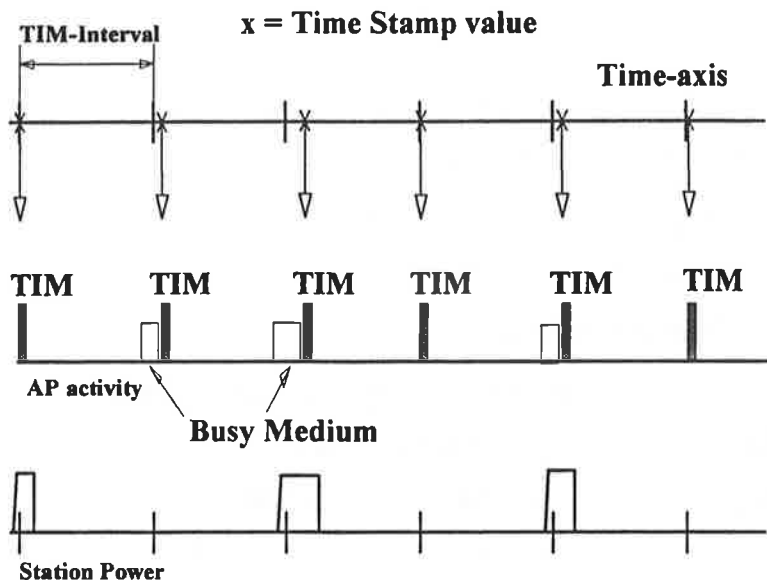 x = Time Stamp value
TIM-Interval
Time-axis
TIM TIM TIM TIM TIM TIM
AP activity
Busy Medium
Station Power